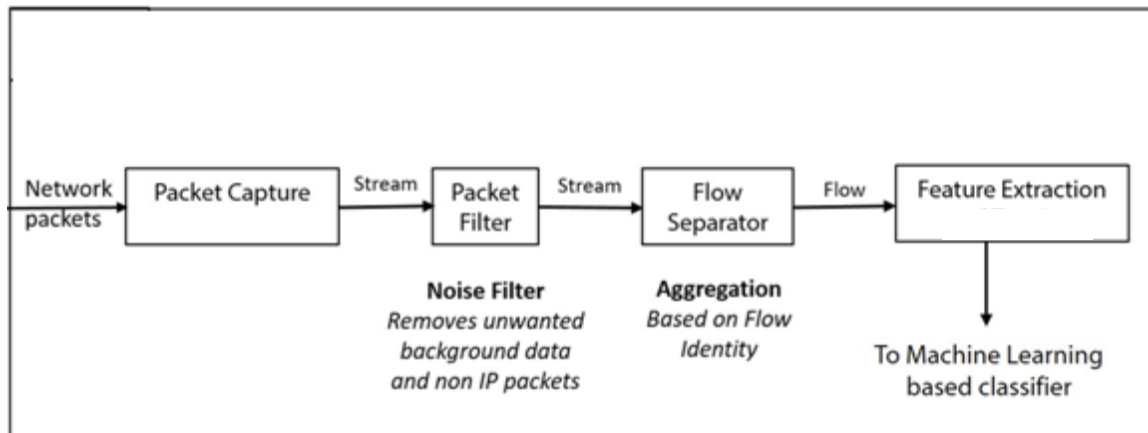 Network
packets
Packet Capture
Stream
Packet
Filter
Stream
Flow
Separator
Flow
Feature Extraction
Noise Filter
Removes unwanted
background data
and non IP packets
Aggregation
Based on Flow
Identity
To Machine Learning
based classifier